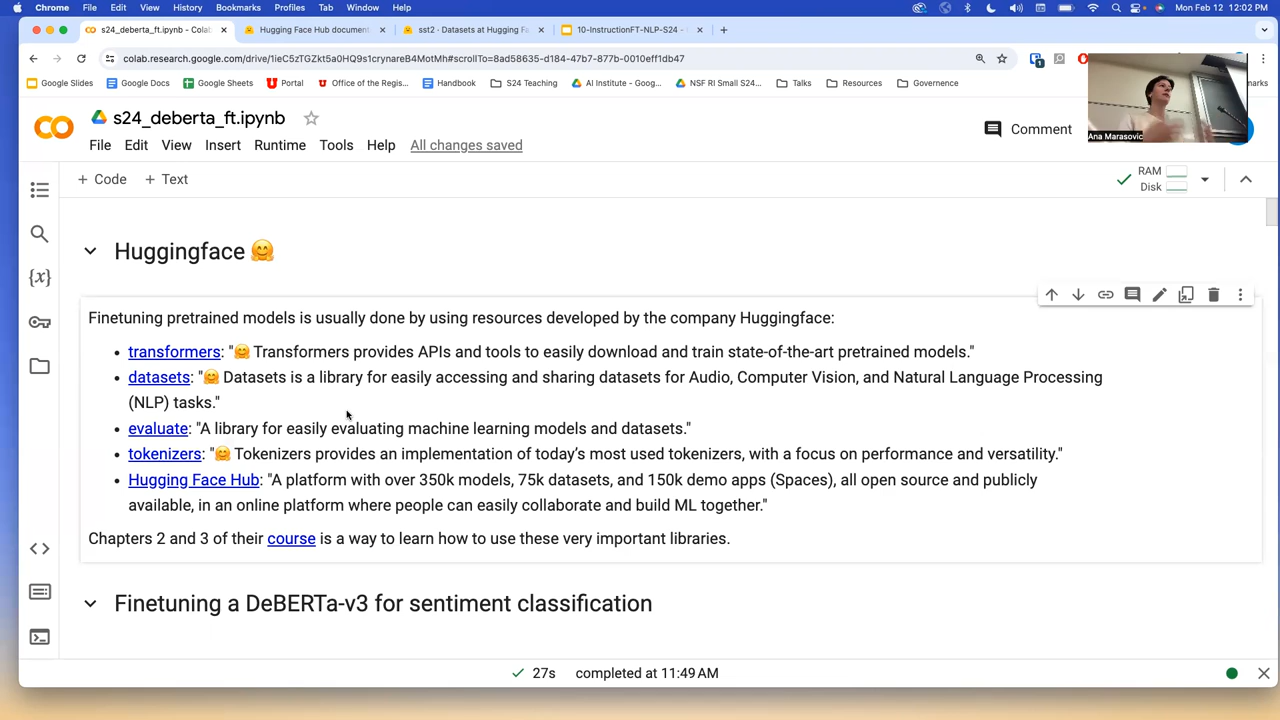 Chrome File Edit View History Bookmarks Profiles Tab Window Help Mon Feb 12 12:02 PM
s24_deberta_ft.ipynb - Colab Hugging Face Hub document sst2 · Datasets at Hugging Fa 10-InstructionFT-NLP-S24 -
colab.research.google.com/drive/1ieC5zTGZkt5a0HQ9s1crynareB4MotMh#scrollTo=8ad58635-d184-47b7-877b-0010eff1db47
Google Slides Google Docs Google Sheets Portal Office of the Regis... Handbook S24 Teaching AI Institute - Goog... NSF RI Small S24... Talks Resources Governence
s24_deberta_ft.ipynb
Ana Marasovic
File Edit View Insert Runtime Tools Help All changes saved
Comment
+ Code + Text
RAM
Disk
Huggingface 🤗
Finetuning pretrained models is usually done by using resources developed by the company Huggingface:
• transformers: "🤗 Transformers provides APIs and tools to easily download and train state-of-the-art pretrained models."
• datasets: "🤗 Datasets is a library for easily accessing and sharing datasets for Audio, Computer Vision, and Natural Language Processing
(NLP) tasks."
• evaluate: "A library for easily evaluating machine learning models and datasets."
• tokenizers: "🤗 Tokenizers provides an implementation of today's most used tokenizers, with a focus on performance and versatility."
• Hugging Face Hub: "A platform with over 350k models, 75k datasets, and 150k demo apps (Spaces), all open source and publicly
available, in an online platform where people can easily collaborate and build ML together."
Chapters 2 and 3 of their course is a way to learn how to use these very important libraries.
Finetuning a DeBERTa-v3 for sentiment classification
27s completed at 11:49 AM